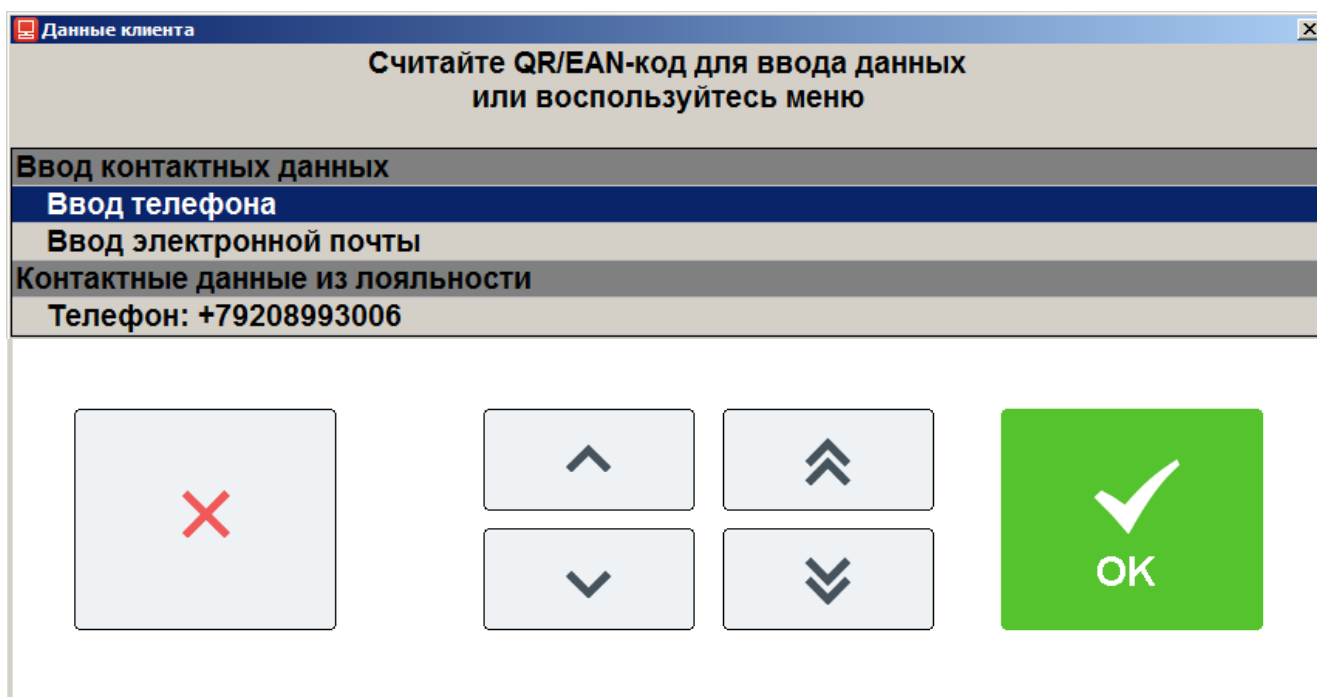 Данные клиента
Считайте QR/EAN-код для ввода данных
или воспользуйтесь меню
Ввод контактных данных
Ввод телефона
Ввод электронной почты
Контактные данные из лояльности
Телефон: +79208993006
OK